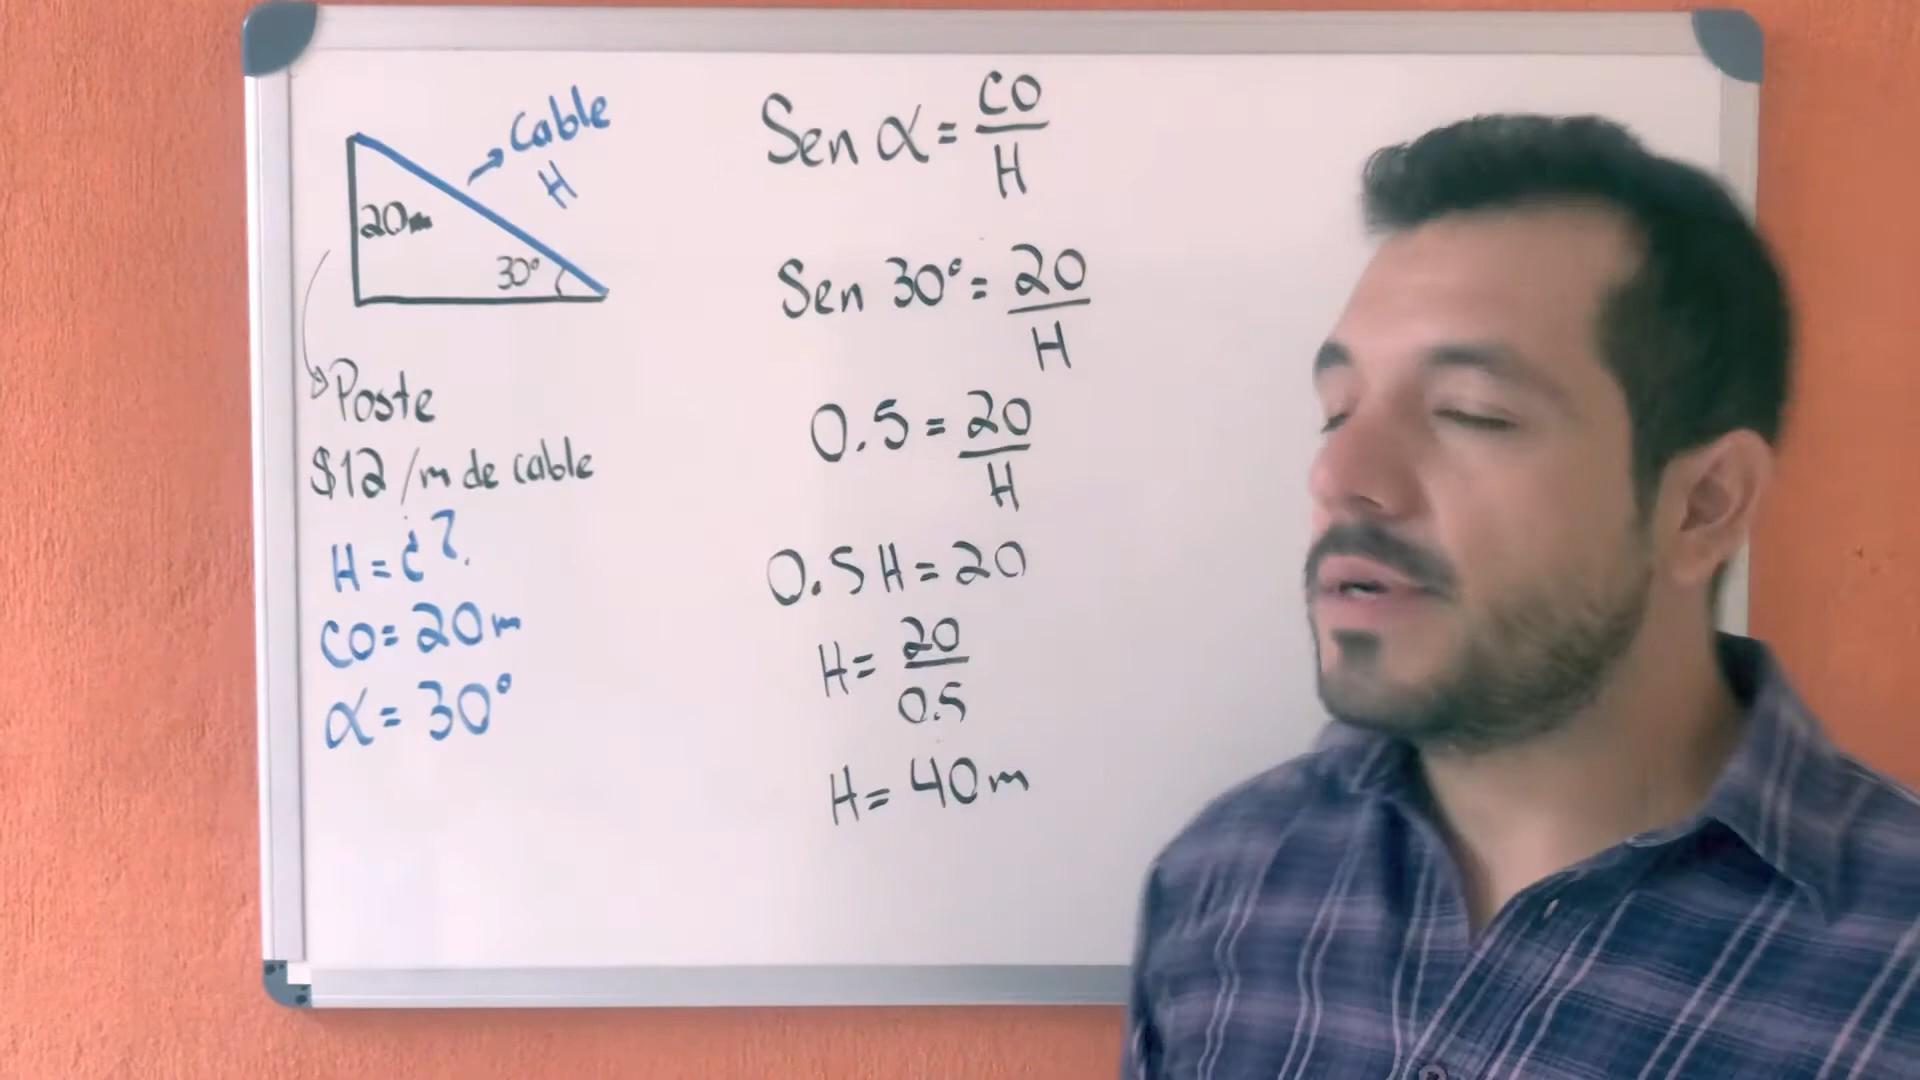 Cable
H
20m
30°
Poste
$12/m de cable
H = ¿?
CO = 20m
α = 30°
Sen α = CO/H
Sen 30° = 20/H
0.5 = 20/H
0.5 H = 20
H = 20/0.5
H = 40m